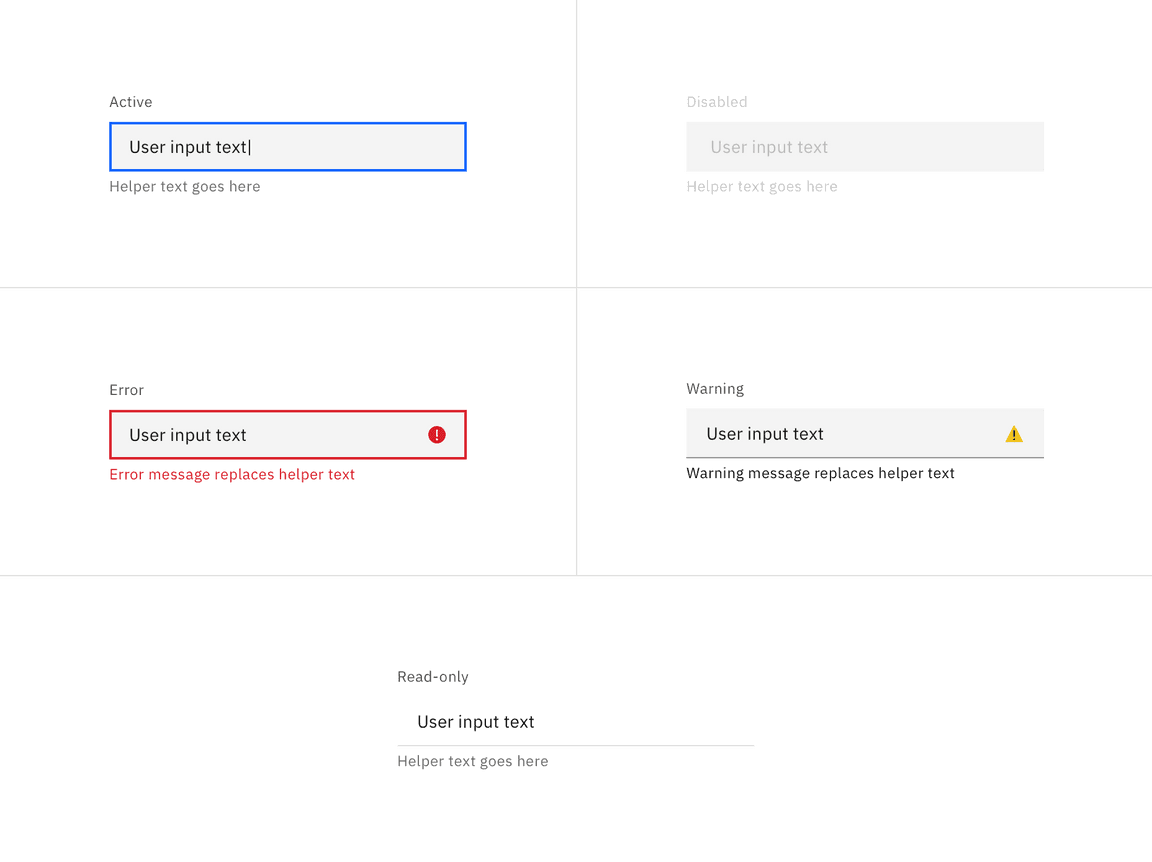 Active
User input text
Helper text goes here
Disabled
User input text
Helper text goes here
Error
User input text
Error message replaces helper text
Warning
User input text
Warning message replaces helper text
Read-only
User input text
Helper text goes here